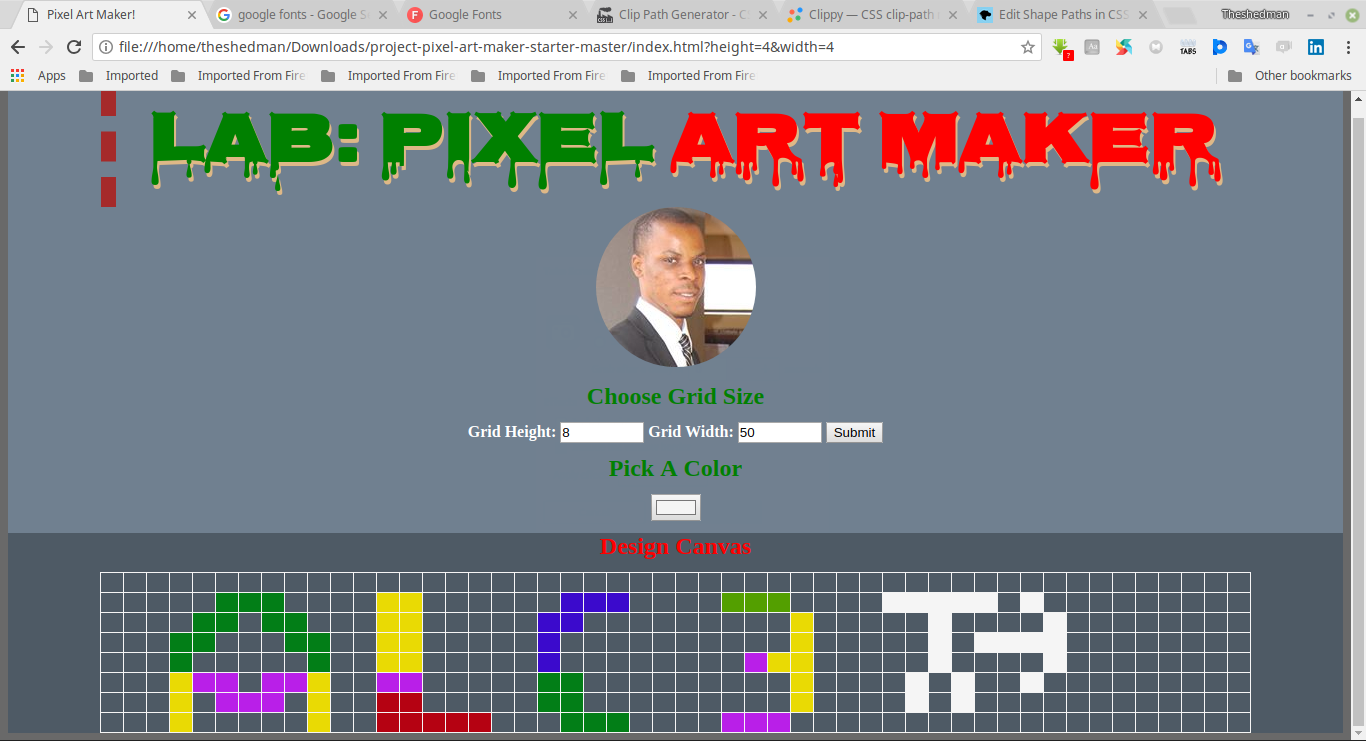 Pixel Art Maker!
google fonts - Google S
Google Fonts
Clip Path Generator - CS
Clippy — CSS clip-path
Edit Shape Paths in CSS
Theshedman
file:///home/theshedman/Downloads/project-pixel-art-maker-starter-master/index.html?height=4&width=4
Apps Imported Imported From Fire Imported From Fire Imported From Fire Imported From Fire Other bookmarks
LAB: PIXEL ART MAKER
Choose Grid Size
Grid Height: 8 Grid Width: 50 Submit
Pick A Color
Design Canvas